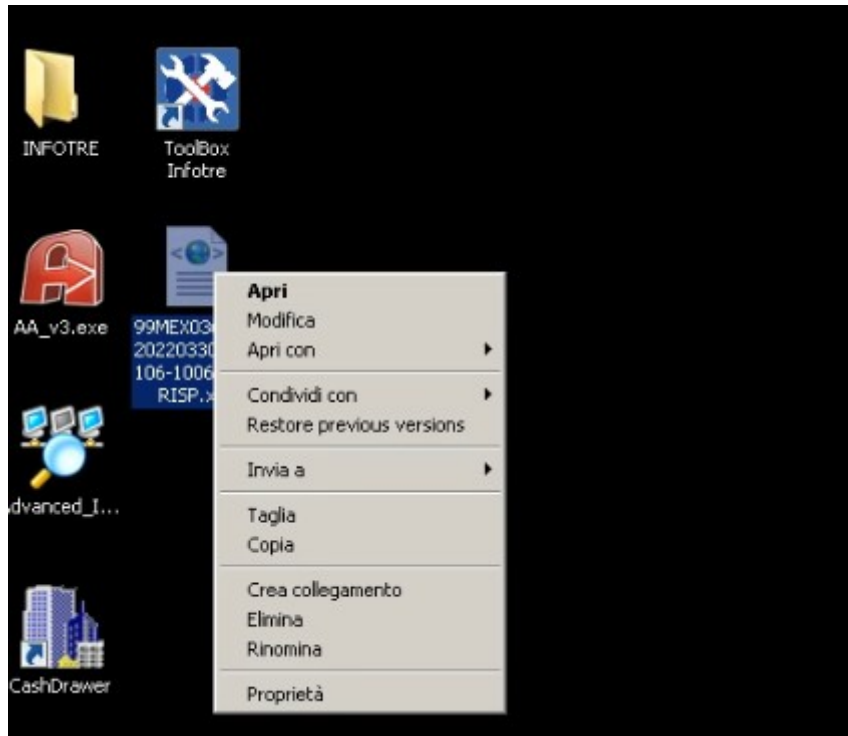 INFOTRE
ToolBox
Infotre
AA_v3.exe
99MEX03
20220330
106-1006
RISP.x
dvanced_I...
CashDrawer
Apri
Modifica
Apri con
Condividi con
Restore previous versions
Invia a
Taglia
Copia
Crea collegamento
Elimina
Rinomina
Proprietà